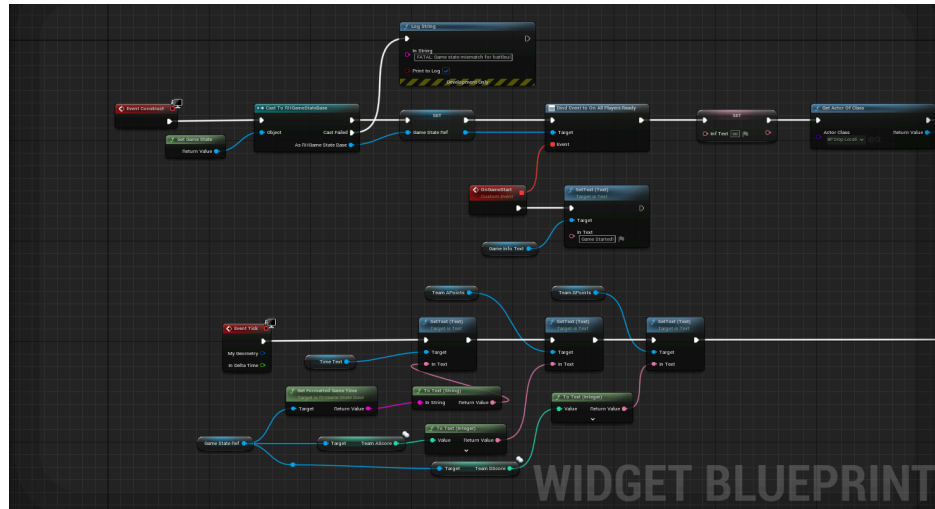 Log String
In String
FATAL: Game state mismatch for battleui
Print to Log
Development Only
Event Construct
Cast To
Object
Cast Failed
Get Game State
Return Value
SET
Game State Ref
Bind Event to On All Players Ready
Target
Event
SET
Inf Text
Get Actor Of Class
Actor Class
Return Value
OnGameStart
Custom Event
SetText (Text)
Target is Text
Target
In Text
Game Started!
Game Info Text
Team APoints
Team BPoints
Event Tick
My Geometry
In Delta Time
Time Text
SetText (Text)
Target is Text
Target
In Text
SetText (Text)
Target is Text
Target
In Text
SetText (Text)
Target is Text
Target
In Text
Get Formatted Game Time
Target
Return Value
To Text (String)
In String
Return Value
To Text (Integer)
Value
Return Value
To Text (Integer)
Value
Return Value
Game State Ref
Target
Team AScore
Target
Team BScore
WIDGET BLUEPRINT